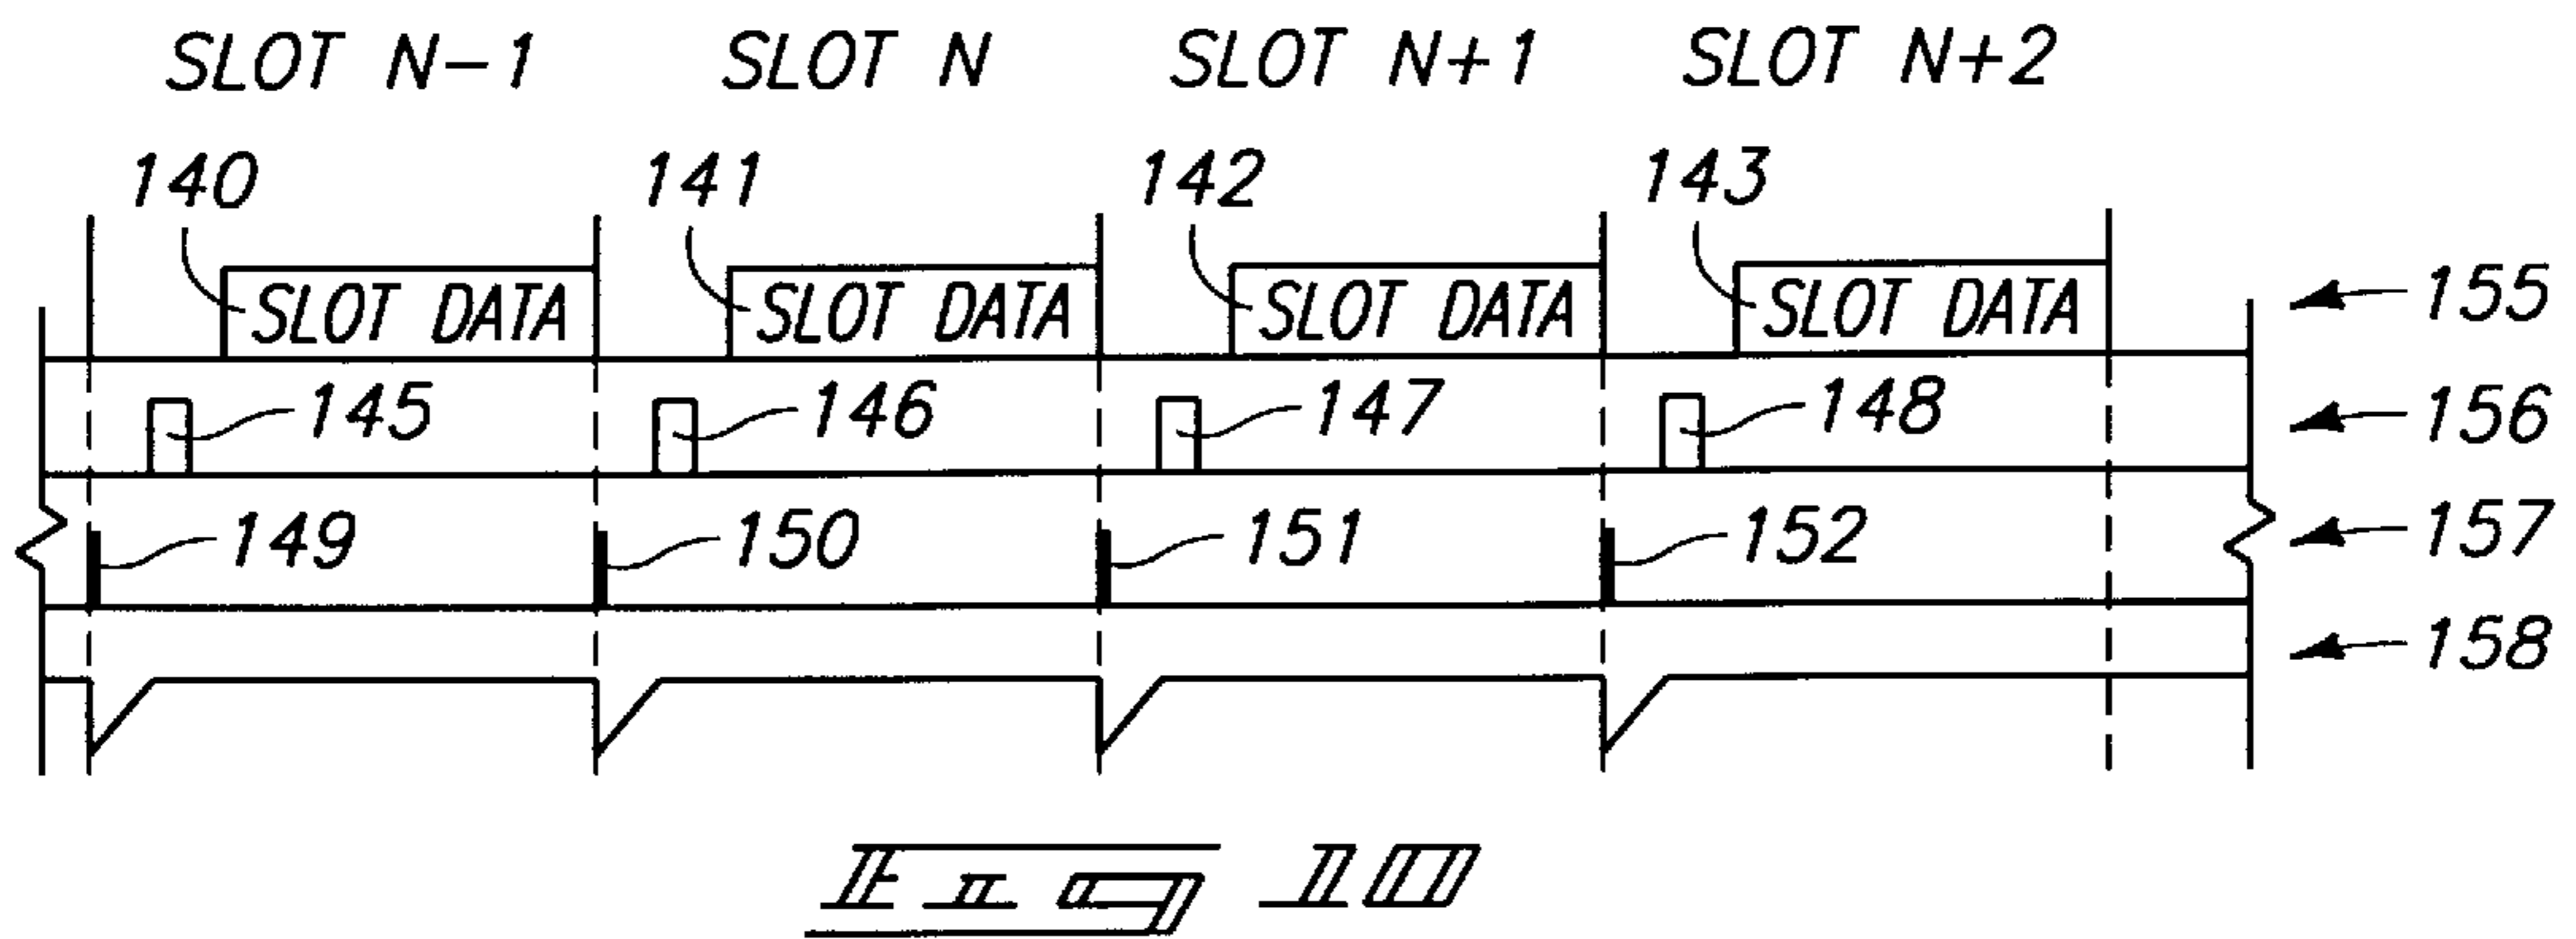 SLOT N-1 SLOT N SLOT N+1 SLOT N+2
140 141 142 143
SLOT DATA SLOT DATA SLOT DATA SLOT DATA 155
145 146 147 148 156
149 150 151 152 157
158
Fig 10